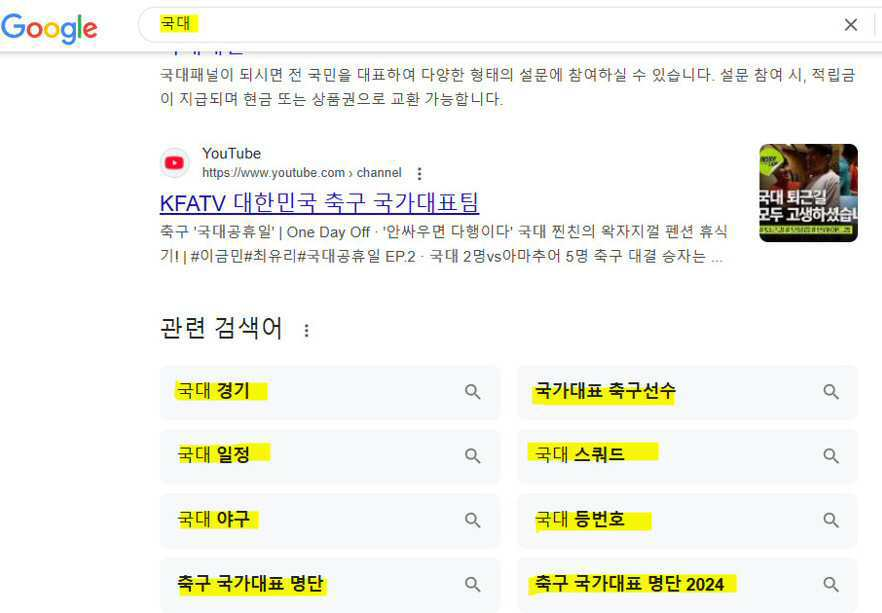 Google
국대
국대패널이 되시면 전 국민을 대표하여 다양한 형태의 설문에 참여하실 수 있습니다. 설문 참여 시, 적립금
이 지급되며 현금 또는 상품권으로 교환 가능합니다.
YouTube
https://www.youtube.com › channel
KFATV 대한민국 축구 국가대표팀
축구 '국대공휴일' | One Day Off · '안싸우면 다행이다' 국대 찐친의 왁자지껄 펜션 휴식
기! | #이금민#최유리#국대공휴일 EP.2 · 국대 2명vs아마추어 5명 축구 대결 승자는 ...
국대 퇴근길
모두 고생하셨습니
관련 검색어
국대 경기
국가대표 축구선수
국대 일정
국대 스쿼드
국대 야구
국대 등번호
축구 국가대표 명단
축구 국가대표 명단 2024